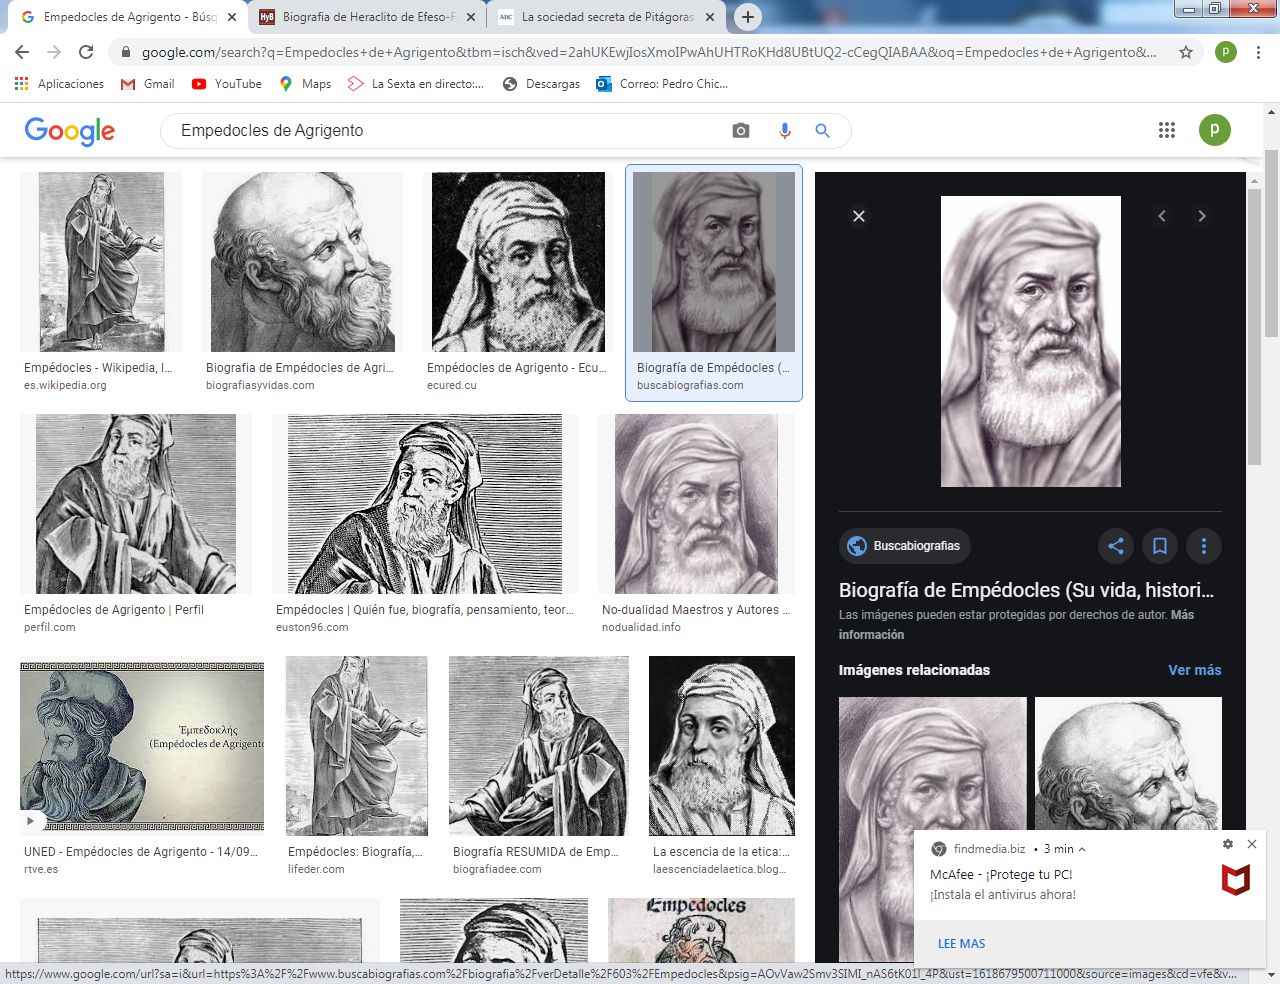 Empedocles de Agrigento - Búsq
Biografia de Heraclito de Efeso-F
ABC
La sociedad secreta de Pitágoras
google.com/search?q=Empedocles+de+Agrigento&tbm=isch&ved=2ahUKEwjIosXmoIPwAhUHTRoKHd8UBtUQ2-cCegQIABAA&oq=Empedocles+de+Agrigento&...
p
Aplicaciones
Gmail
YouTube
Maps
La Sexta en directo:...
Descargas
Correo: Pedro Chic...
Google
Empedocles de Agrigento
p
Empédocles - Wikipedia, l...
es.wikipedia.org
Biografia de Empédocles de Agri...
biografiasyvidas.com
Empédocles de Agrigento - Ecu...
ecured.cu
Biografía de Empédocles (...
buscabiografias.com
Empédocles de Agrigento | Perfil
perfil.com
Empédocles | Quién fue, biografía, pensamiento, teor...
euston96.com
No-dualidad Maestros y Autores ...
nodualidad.info
Ἐμπεδοκλής
(Empédocles de Agrigento
UNED - Empédocles de Agrigento - 14/09...
rtve.es
Empédocles: Biografía,...
lifeder.com
Biografía RESUMIDA de Emp...
biografiadee.com
La escencia de la etica:...
laescenciadelaetica.blog...
Empedocles
Buscabiografias
Biografía de Empédocles (Su vida, histori...
Las imágenes pueden estar protegidas por derechos de autor. Más
información
Imágenes relacionadas
Ver más
findmedia.biz • 3 min
McAfee - ¡Protege tu PC!
¡Instala el antivirus ahora!
LEE MAS
https://www.google.com/url?sa=i&url=https%3A%2F%2Fwww.buscabiografias.com%2Fbiografia%2FverDetalle%2F603%2FEmpedocles&psig=AOvVaw2Smv3SIMI_nAS6tK01l_4P&ust=1618679500711000&source=images&cd=vfe&v...